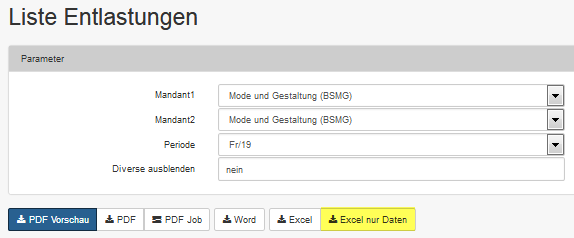 Liste Entlastungen
Parameter
Mandant1 Mode und Gestaltung (BSMG)
Mandant2 Mode und Gestaltung (BSMG)
Periode Fr/19
Diverse ausblenden nein
PDF Vorschau PDF PDF Job Word Excel Excel nur Daten